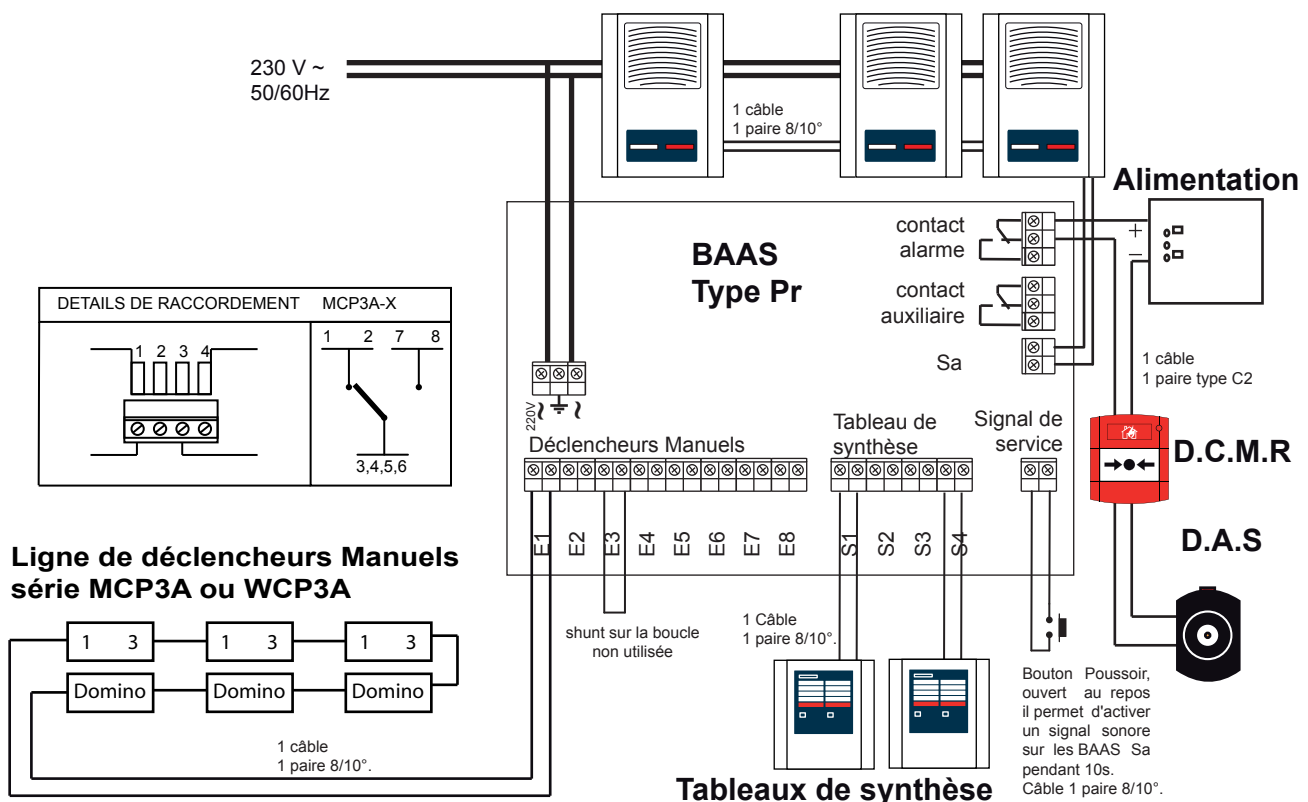 230 V ~
50/60Hz
1 câble
1 paire 8/10°
Alimentation
+
–
BAAS
Type Pr
contact
alarme
contact
auxiliaire
Sa
1 câble
1 paire type C2
DETAILS DE RACCORDEMENT MCP3A-X
1 2 3 4
1 2 7 8
3,4,5,6
220V
~ ~
Déclencheurs Manuels
Tableau de
synthèse
Signal de
service
D.C.M.R
E1 E2 E3 E4 E5 E6 E7 E8
S1 S2 S3 S4
D.A.S
Ligne de déclencheurs Manuels
série MCP3A ou WCP3A
1 3 1 3 1 3
Domino Domino Domino
1 câble
1 paire 8/10°.
shunt sur la boucle
non utilisée
1 Câble
1 paire 8/10°.
Bouton Poussoir,
ouvert au repos
il permet d'activer
un signal sonore
sur les BAAS Sa
pendant 10s.
Câble 1 paire 8/10°.
Tableaux de synthèse